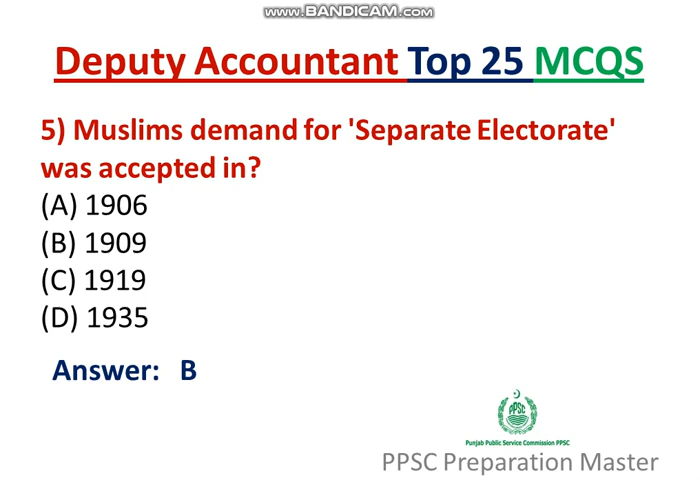 www.BANDICAM.com
Deputy Accountant Top 25 MCQS
5) Muslims demand for 'Separate Electorate'
was accepted in?
(A) 1906
(B) 1909
(C) 1919
(D) 1935
Answer: B
PPSC
Punjab Public Service Commission PPSC
PPSC Preparation Master